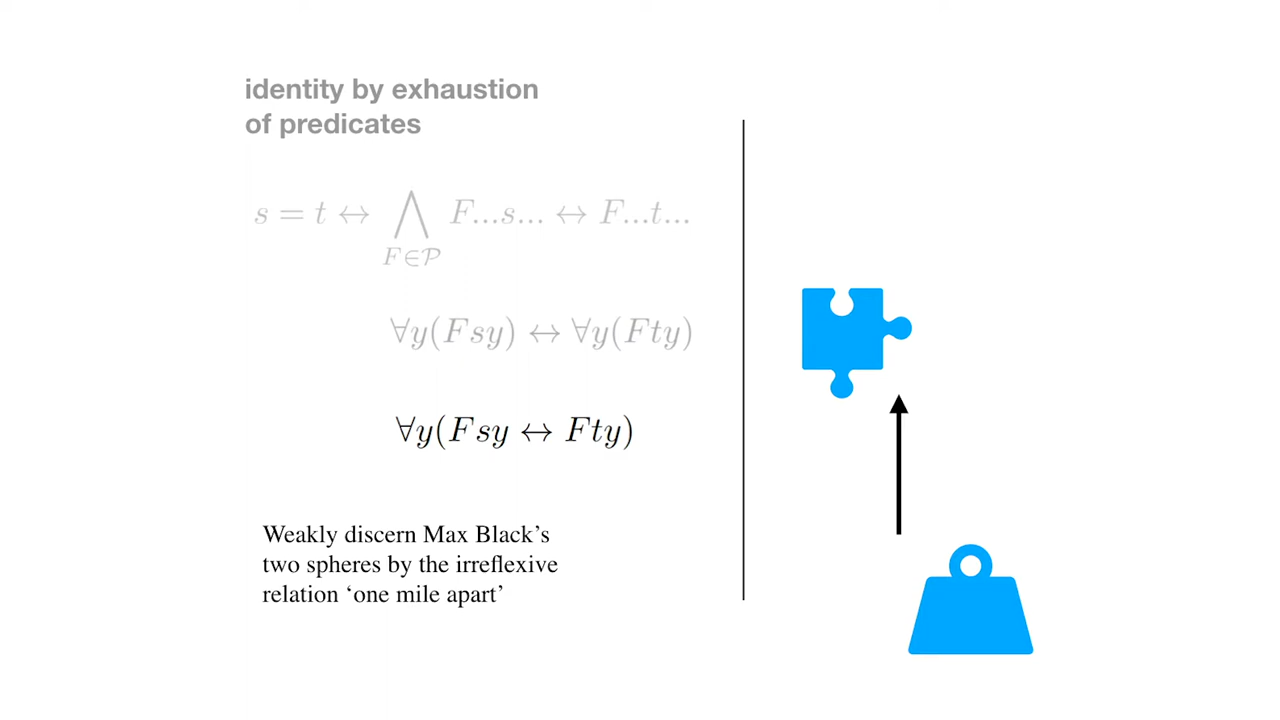 identity by exhaustion
of predicates
s = t ↔ ⋀ F...s... ↔ F...t...
F∈𝒫
∀y(Fsy) ↔ ∀y(Fty)
∀y(Fsy ↔ Fty)
Weakly discern Max Black’s
two spheres by the irreflexive
relation ‘one mile apart’